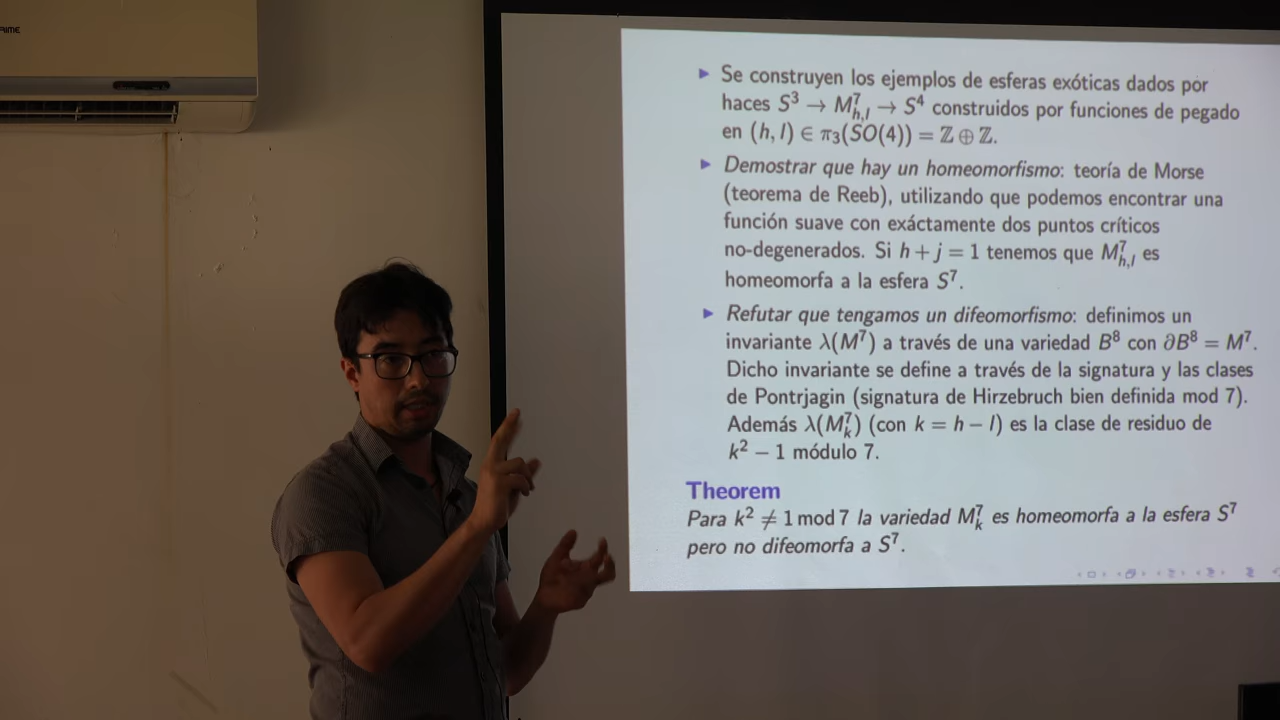 ▶ Se construyen los ejemplos de esferas exóticas dados por
haces S³ → M⁷ₕ,ₗ → S⁴ construidos por funciones de pegado
en (h, l) ∈ π₃(SO(4)) = ℤ ⊕ ℤ.
▶ Demostrar que hay un homeomorfismo: teoría de Morse
(teorema de Reeb), utilizando que podemos encontrar una
función suave con exáctamente dos puntos críticos
no-degenerados. Si h + j = 1 tenemos que M⁷ₕ,ₗ es
homeomorfa a la esfera S⁷.
▶ Refutar que tengamos un difeomorfismo: definimos un
invariante λ(M⁷) a través de una variedad B⁸ con ∂B⁸ = M⁷.
Dicho invariante se define a través de la signatura y las clases
de Pontrjagin (signatura de Hirzebruch bien definida mod 7).
Además λ(M⁷ₖ) (con k = h − l) es la clase de residuo de
k² − 1 módulo 7.
Theorem
Para k² ≠ 1 mod 7 la variedad M⁷ₖ es homeomorfa a la esfera S⁷
pero no difeomorfa a S⁷.